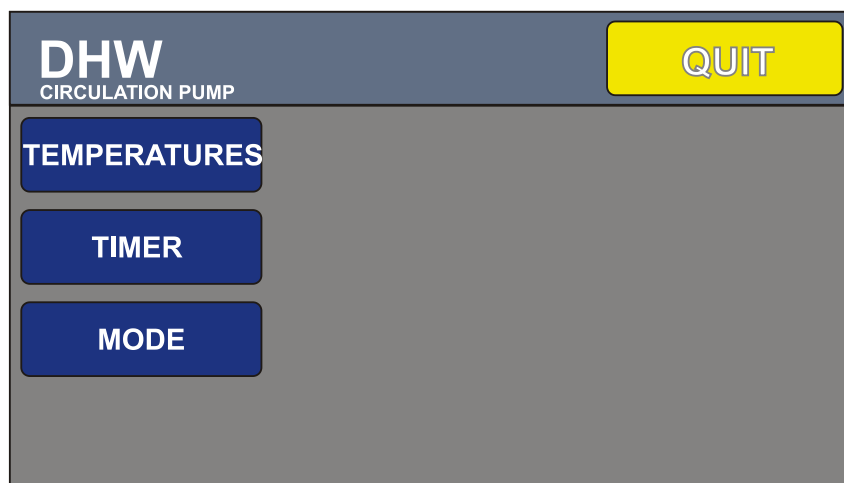 DHW
CIRCULATION PUMP
QUIT
TEMPERATURES
TIMER
MODE